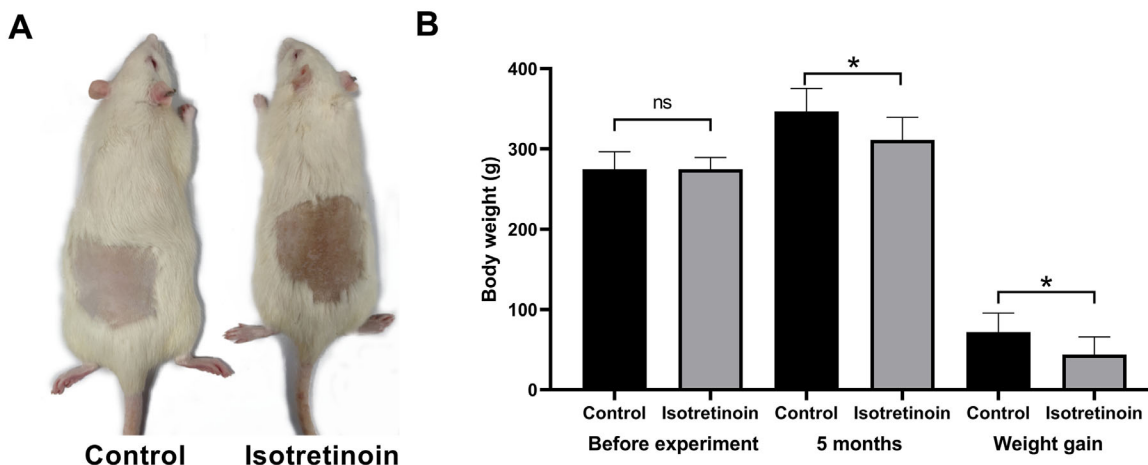 A
Control Isotretinoin
B
Body weight (g)
400
300
200
100
0
ns
*
*
Control Isotretinoin Control Isotretinoin Control Isotretinoin
Before experiment 5 months Weight gain